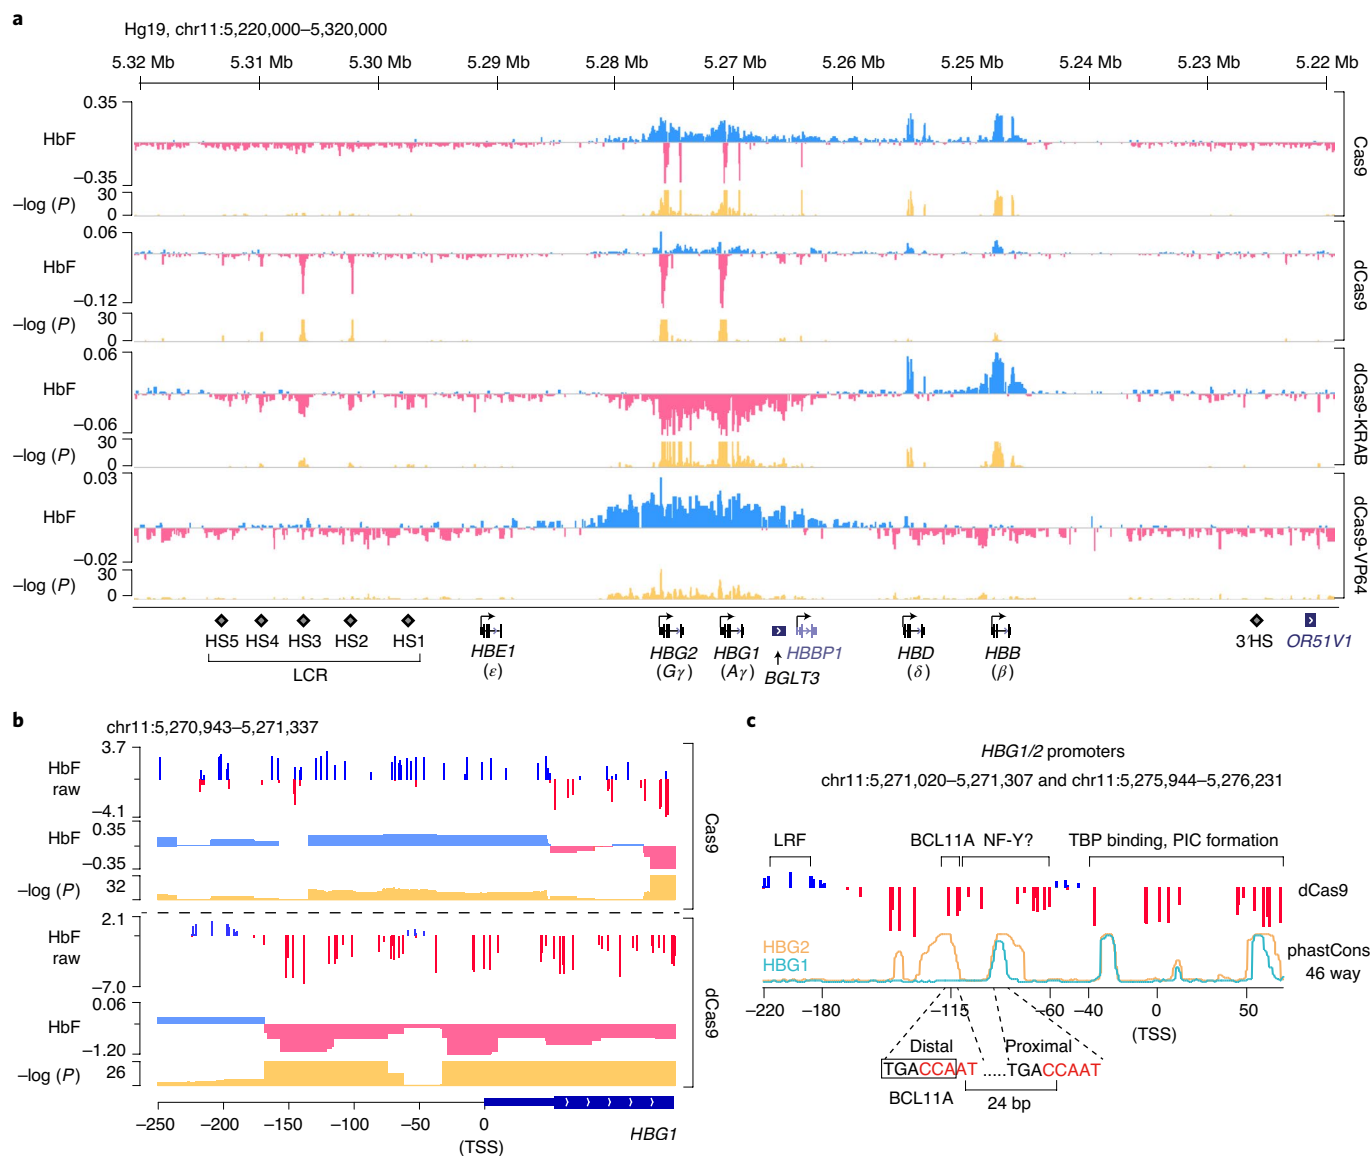 a
Hg19, chr11:5,220,000–5,320,000
5.32 Mb 5.31 Mb 5.30 Mb 5.29 Mb 5.28 Mb 5.27 Mb 5.26 Mb 5.25 Mb 5.24 Mb 5.23 Mb 5.22 Mb
0.35
HbF
−0.35
Cas9
30
−log (P)
0
0.06
HbF
−0.12
dCas9
30
−log (P)
0
0.06
HbF
−0.06
dCas9-KRAB
30
−log (P)
0
0.03
HbF
−0.02
dCas9-VP64
30
−log (P)
0
HS5 HS4 HS3 HS2 HS1 HBE1 HBG2 HBG1 HBBP1 HBD HBB 3′HS OR51V1
LCR (ε) (Gγ) (Aγ) BGLT3 (δ) (β)
b
chr11:5,270,943–5,271,337
3.7
HbF
raw
−4.1
0.35
HbF
−0.35
Cas9
−log (P) 32
2.1
HbF
raw
−7.0
0.06
HbF
−1.20
dCas9
−log (P) 26
−250 −200 −150 −100 −50 0
(TSS)
HBG1
c
HBG1/2 promoters
chr11:5,271,020–5,271,307 and chr11:5,275,944–5,276,231
LRF BCL11A NF-Y? TBP binding, PIC formation
dCas9
HBG2
HBG1
phastCons
46 way
−220 −180 −115 −60 −40 0 50
(TSS)
Distal Proximal
TGACCAAT ......TGACCAAT
BCL11A 24 bp